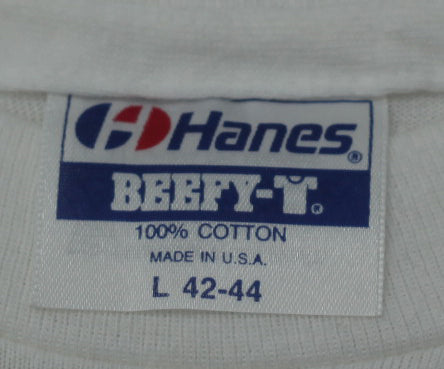 Hanes®
BEEFY-T®
100% COTTON
MADE IN U.S.A.
L 42-44